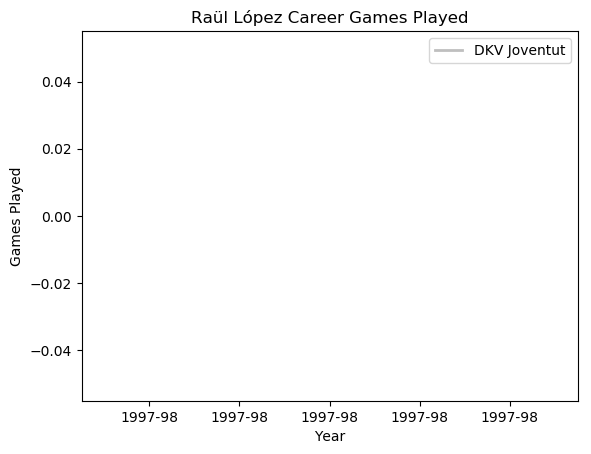 Raül López Career Games Played
DKV Joventut
0.04
0.02
0.00
−0.02
−0.04
Games Played
1997-98 1997-98 1997-98 1997-98 1997-98
Year